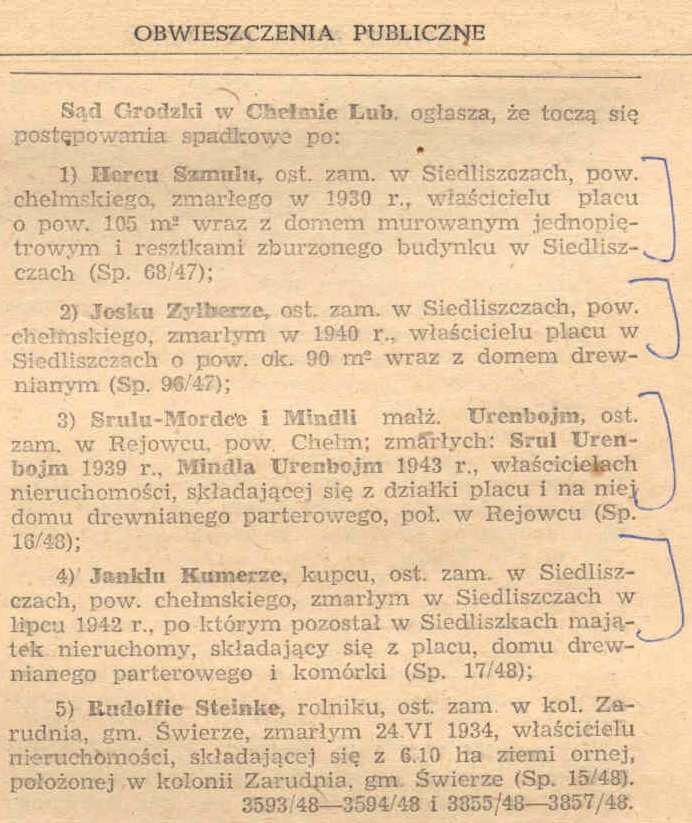 OBWIESZCZENIA PUBLICZNE
Sąd Grodzki w Chełmie Lub. ogłasza, że toczą się
postępowania spadkowe po:
1) Hercu Szmulu, ost. zam. w Siedliszczach, pow.
chełmskiego, zmarłego w 1930 r., właścicielu placu
o pow. 105 m² wraz z domem murowanym jednopię-
trowym i resztkami zburzonego budynku w Siedlisz-
czach (Sp. 68/47);
2) Josku Zylberze, ost. zam. w Siedliszczach, pow.
chełmskiego, zmarłym w 1940 r., właścicielu placu w
Siedliszczach o pow. ok. 90 m² wraz z domem drew-
nianym (Sp. 96/47);
3) Srulu-Mordce i Mindli małż. Urenbojm, ost.
zam. w Rejowcu, pow. Chełm; zmarłych: Srul Uren-
bojm 1939 r., Mindla Urenbojm 1943 r., właścicielach
nieruchomości, składającej się z działki placu i na niej
domu drewnianego parterowego, poł. w Rejowcu (Sp.
16/48);
4) Janklu Kumerze, kupcu, ost. zam. w Siedlisz-
czach, pow. chełmskiego, zmarłym w Siedliszczach w
lipcu 1942 r., po którym pozostał w Siedliszkach mają-
tek nieruchomy, składający się z placu, domu drew-
nianego parterowego i komórki (Sp. 17/48);
5) Rudolfie Steinke, rolniku, ost. zam. w kol. Za-
rudnia, gm. Świerze, zmarłym 24.VI 1934, właścicielu
nieruchomości, składającej się z 6.10 ha ziemi ornej,
położonej w kolonii Zarudnia, gm. Świerze (Sp. 15/48).
3593/48—3594/48 i 3855/48—3857/48.